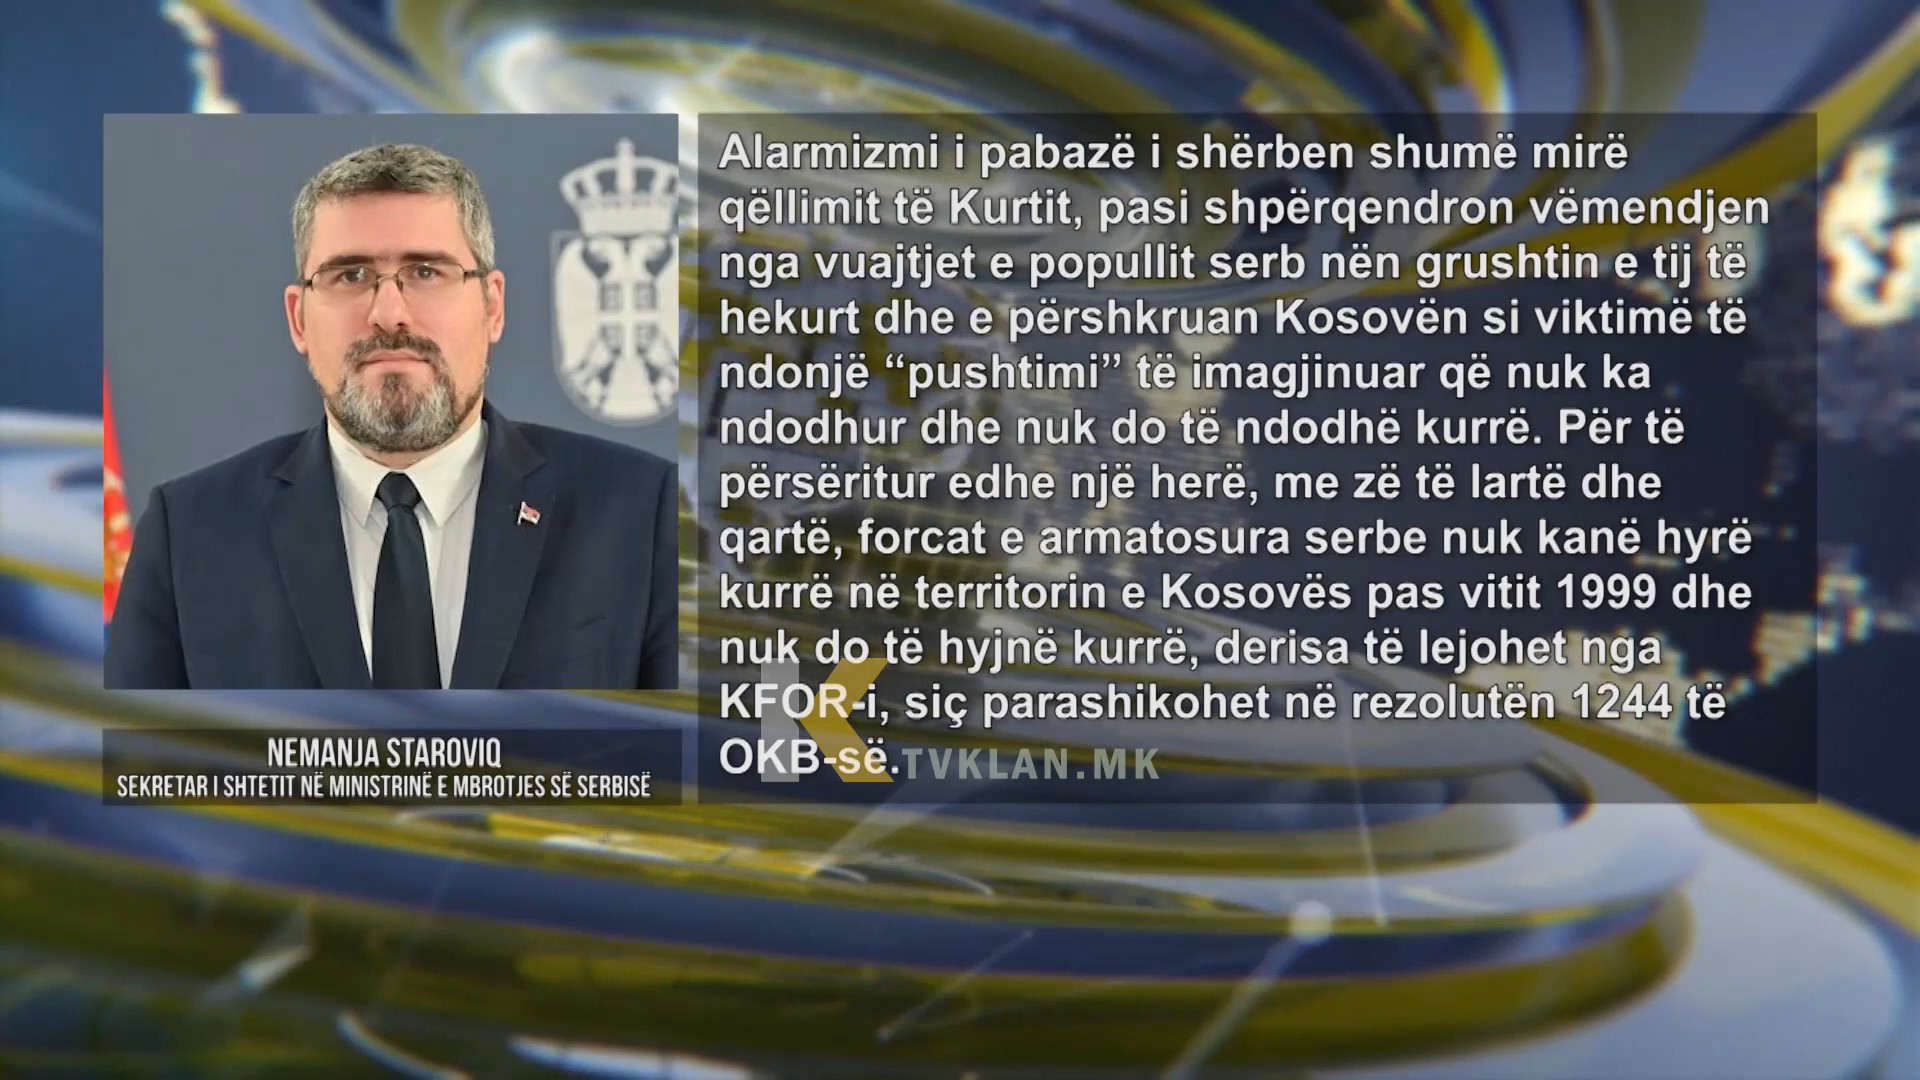 Alarmizmi i pabazë i shërben shumë mirë
qëllimit të Kurtit, pasi shpërqendron vëmendjen
nga vuajtjet e popullit serb nën grushtin e tij të
hekurt dhe e përshkruan Kosovën si viktimë të
ndonjë “pushtimi” të imagjinuar që nuk ka
ndodhur dhe nuk do të ndodhë kurrë. Për të
përsëritur edhe një herë, me zë të lartë dhe
qartë, forcat e armatosura serbe nuk kanë hyrë
kurrë në territorin e Kosovës pas vitit 1999 dhe
nuk do të hyjnë kurrë, derisa të lejohet nga
KFOR-i, siç parashikohet në rezolutën 1244 të
OKB-së.
K TVKLAN.MK
NEMANJA STAROVIQ
SEKRETAR I SHTETIT NË MINISTRINË E MBROTJES SË SERBISË